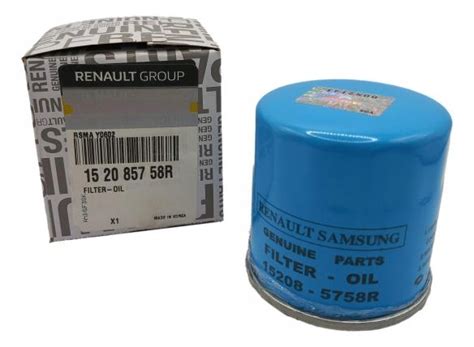 RENAULT GROUP
RSMA Y0602
15 20 857 58R
FILTER-OIL
X1
MADE IN KOREA
RENAULT SAMSUNG
GENUINE PARTS
FILTER - OIL
15208 - 5758R